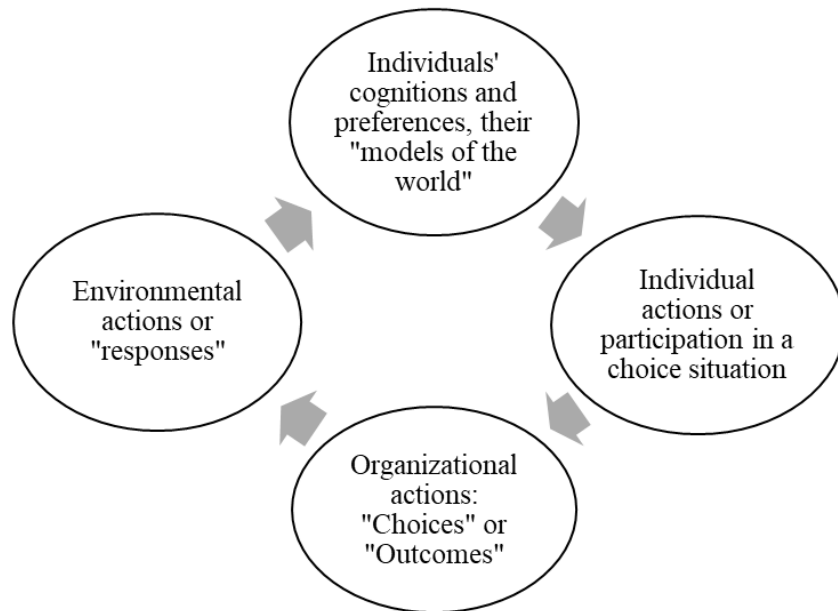 Individuals'
cognitions and
preferences, their
"models of the
world"
Individual
actions or
participation in a
choice situation
Organizational
actions:
"Choices" or
"Outcomes"
Environmental
actions or
"responses"